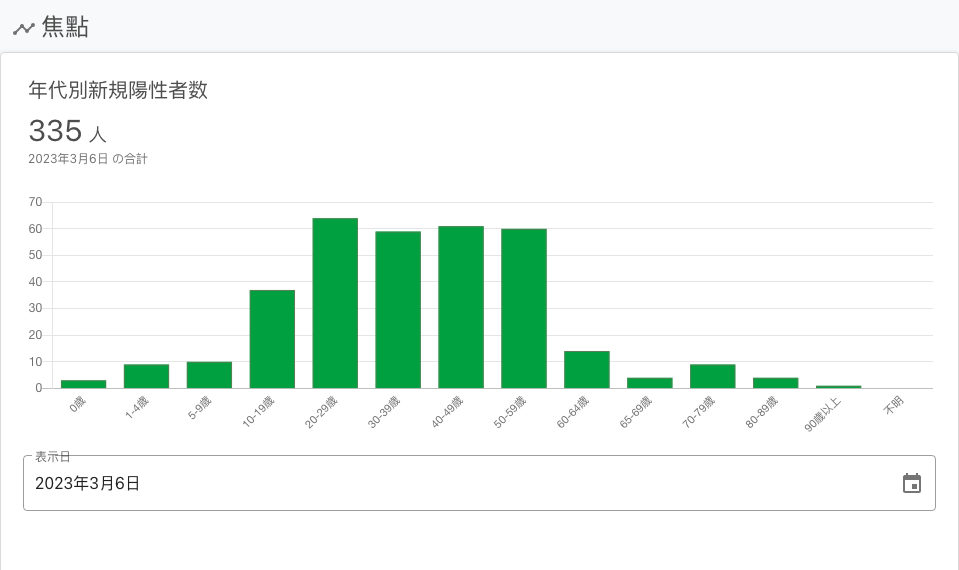 焦點
年代別新規陽性者数
335 人
2023年3月6日 の合計
70
60
50
40
30
20
10
0
0歳 1-4歳 5-9歳 10-19歳 20-29歳 30-39歳 40-49歳 50-59歳 60-64歳 65-69歳 70-79歳 80-89歳 90歳以上 不明
表示日
2023年3月6日